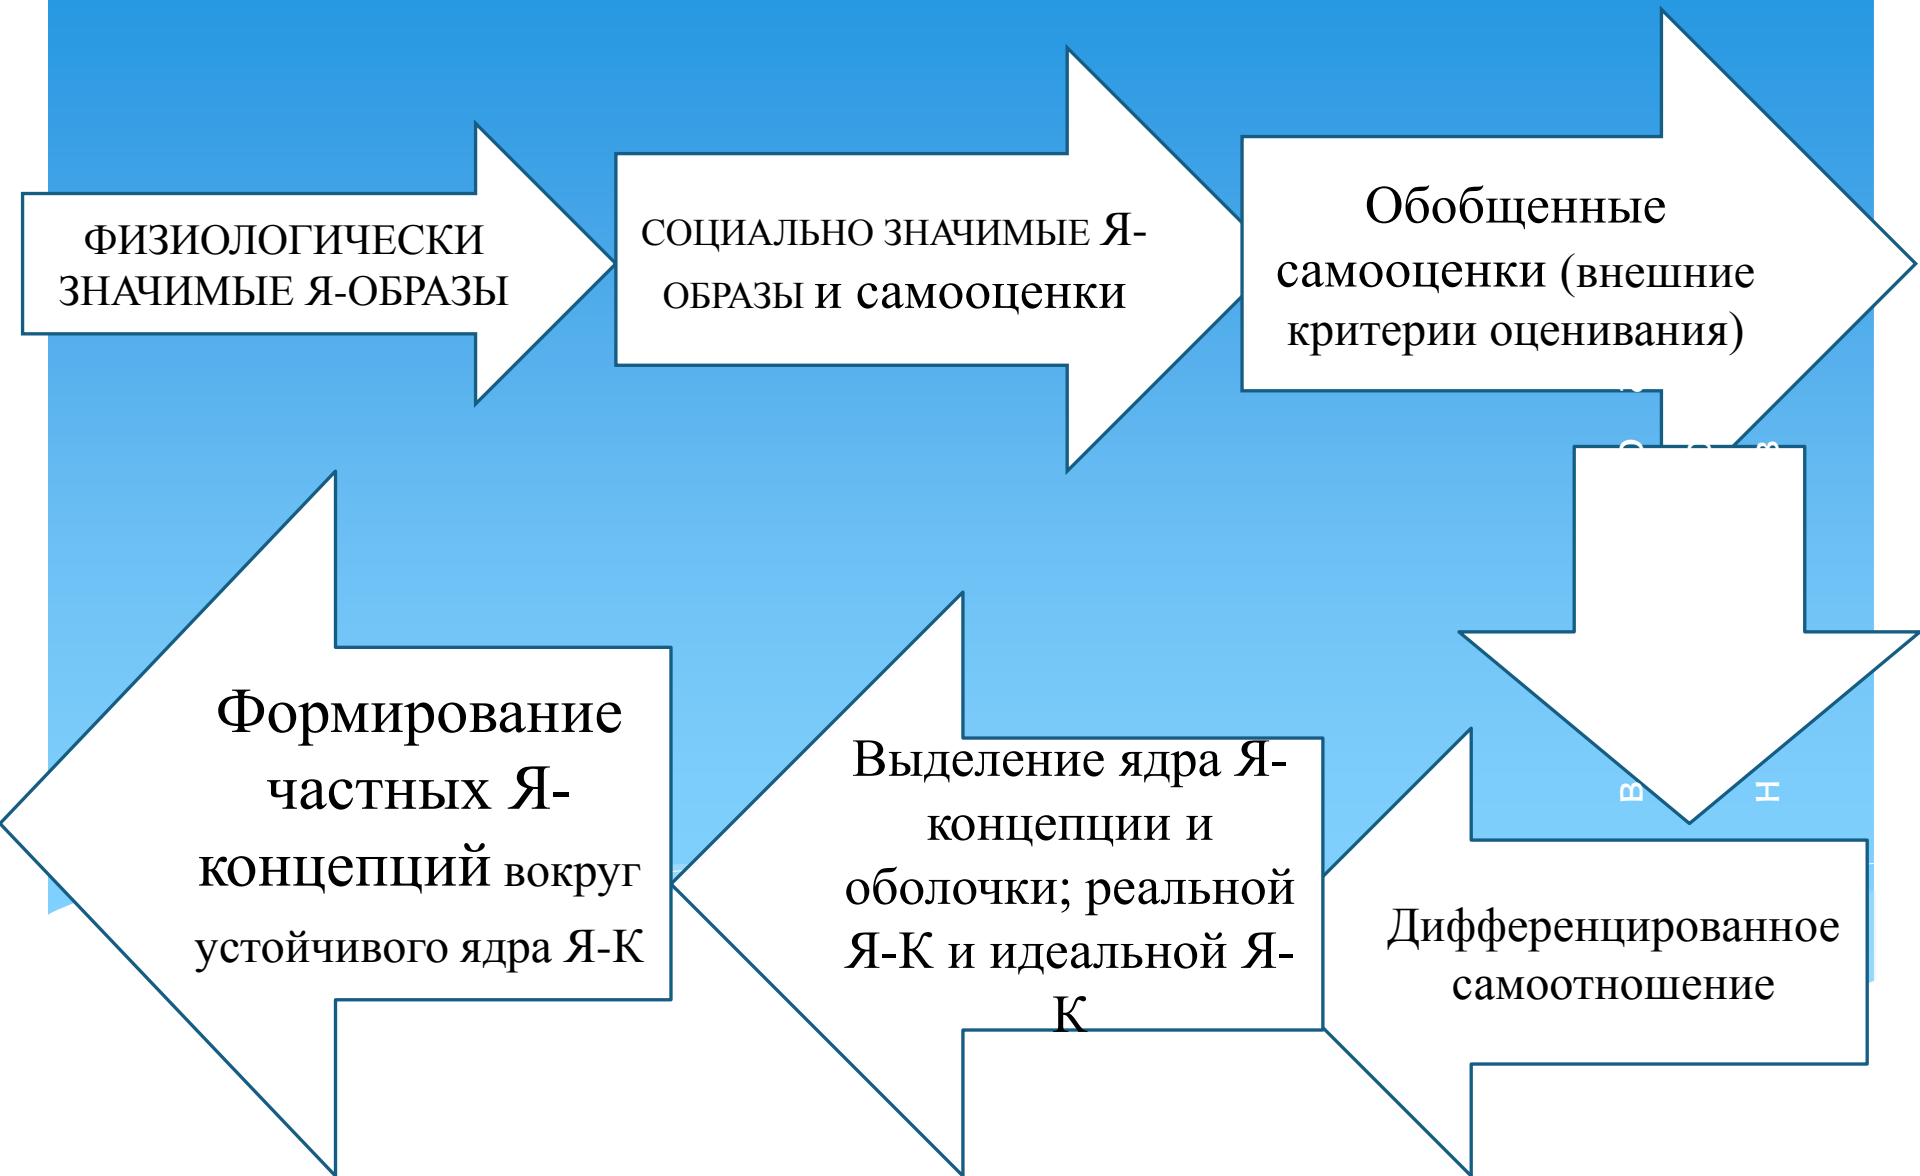 ФИЗИОЛОГИЧЕСКИ
ЗНАЧИМЫЕ Я-ОБРАЗЫ
СОЦИАЛЬНО ЗНАЧИМЫЕ Я-
ОБРАЗЫ и самооценки
Обобщенные
самооценки (внешние
критерии оценивания)
Дифференцированное
самоотношение
Выделение ядра Я-
концепции и
оболочки; реальной
Я-К и идеальной Я-
К
Формирование
частных Я-
концепций вокруг
устойчивого ядра Я-К